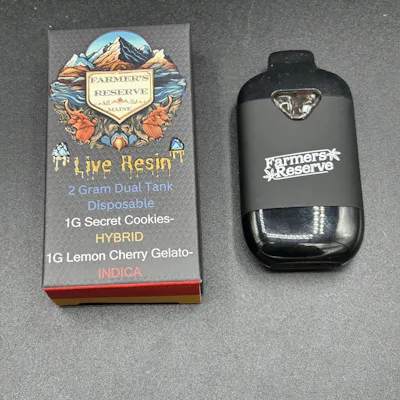 FARMER'S
RESERVE
MAINE
Live Resin
2 Gram Dual Tank
Disposable
1G Secret Cookies-
HYBRID
1G Lemon Cherry Gelato-
INDICA
Farmers
Reserve